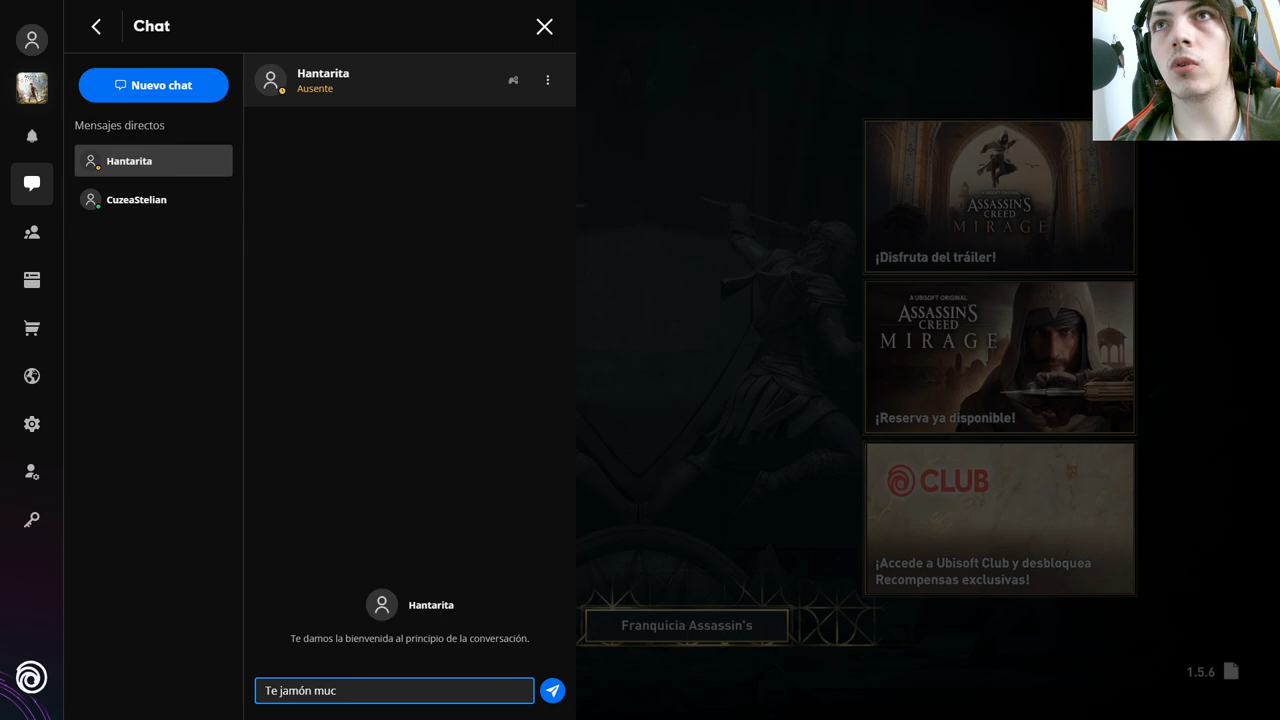 Chat
Nuevo chat
Mensajes directos
Hantarita
CuzeaStelian
Hantarita
Ausente
Hantarita
Te damos la bienvenida al principio de la conversación.
Te jamón muc
ASSASSIN'S
CREED
MIRAGE
¡Disfruta del tráiler!
A UBISOFT ORIGINAL
ASSASSIN'S
CREED
MIRAGE
¡Reserva ya disponible!
CLUB
¡Accede a Ubisoft Club y desbloquea
Recompensas exclusivas!
Franquicia Assassin's
1.5.6